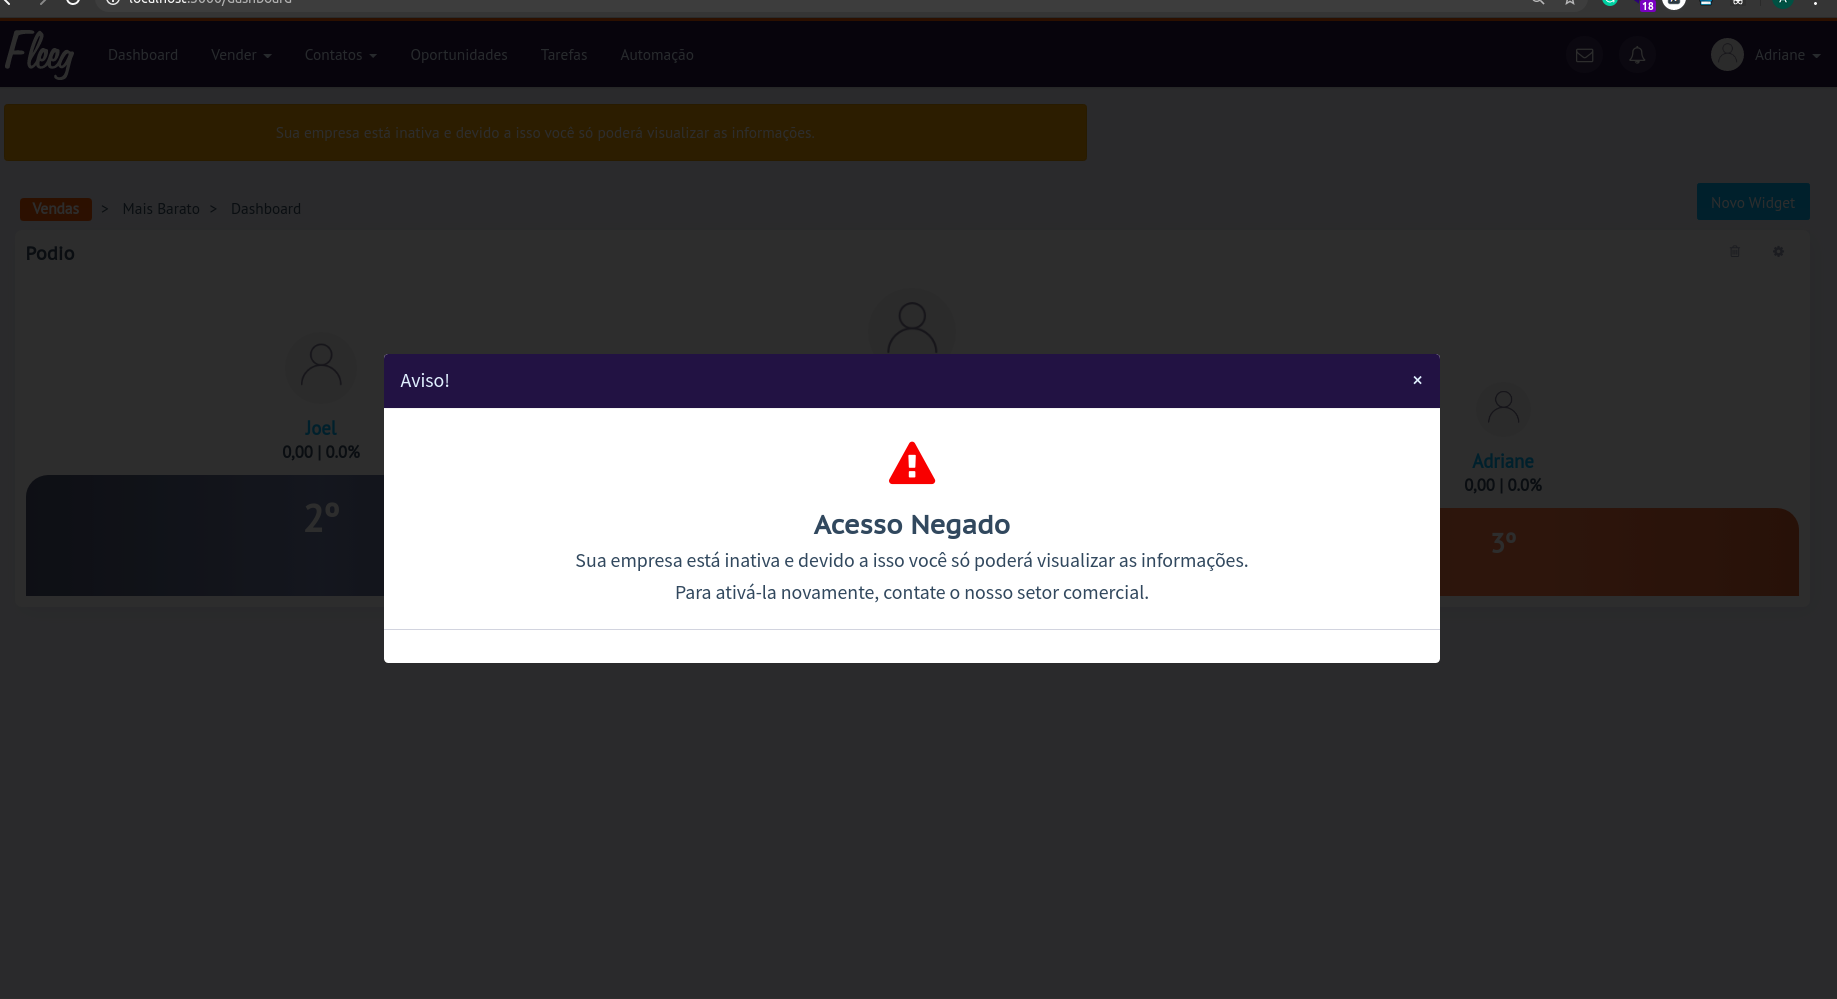 18
Fleeg
Dashboard
Vender
Contatos
Oportunidades
Tarefas
Automação
Adriane
Sua empresa está inativa e devido a isso você só poderá visualizar as informações.
Vendas > Mais Barato > Dashboard
Novo Widget
Podio
Aviso!
×
Joel
0,00 | 0.0%
2º
Adriane
0,00 | 0.0%
3º
Acesso Negado
Sua empresa está inativa e devido a isso você só poderá visualizar as informações.
Para ativá-la novamente, contate o nosso setor comercial.